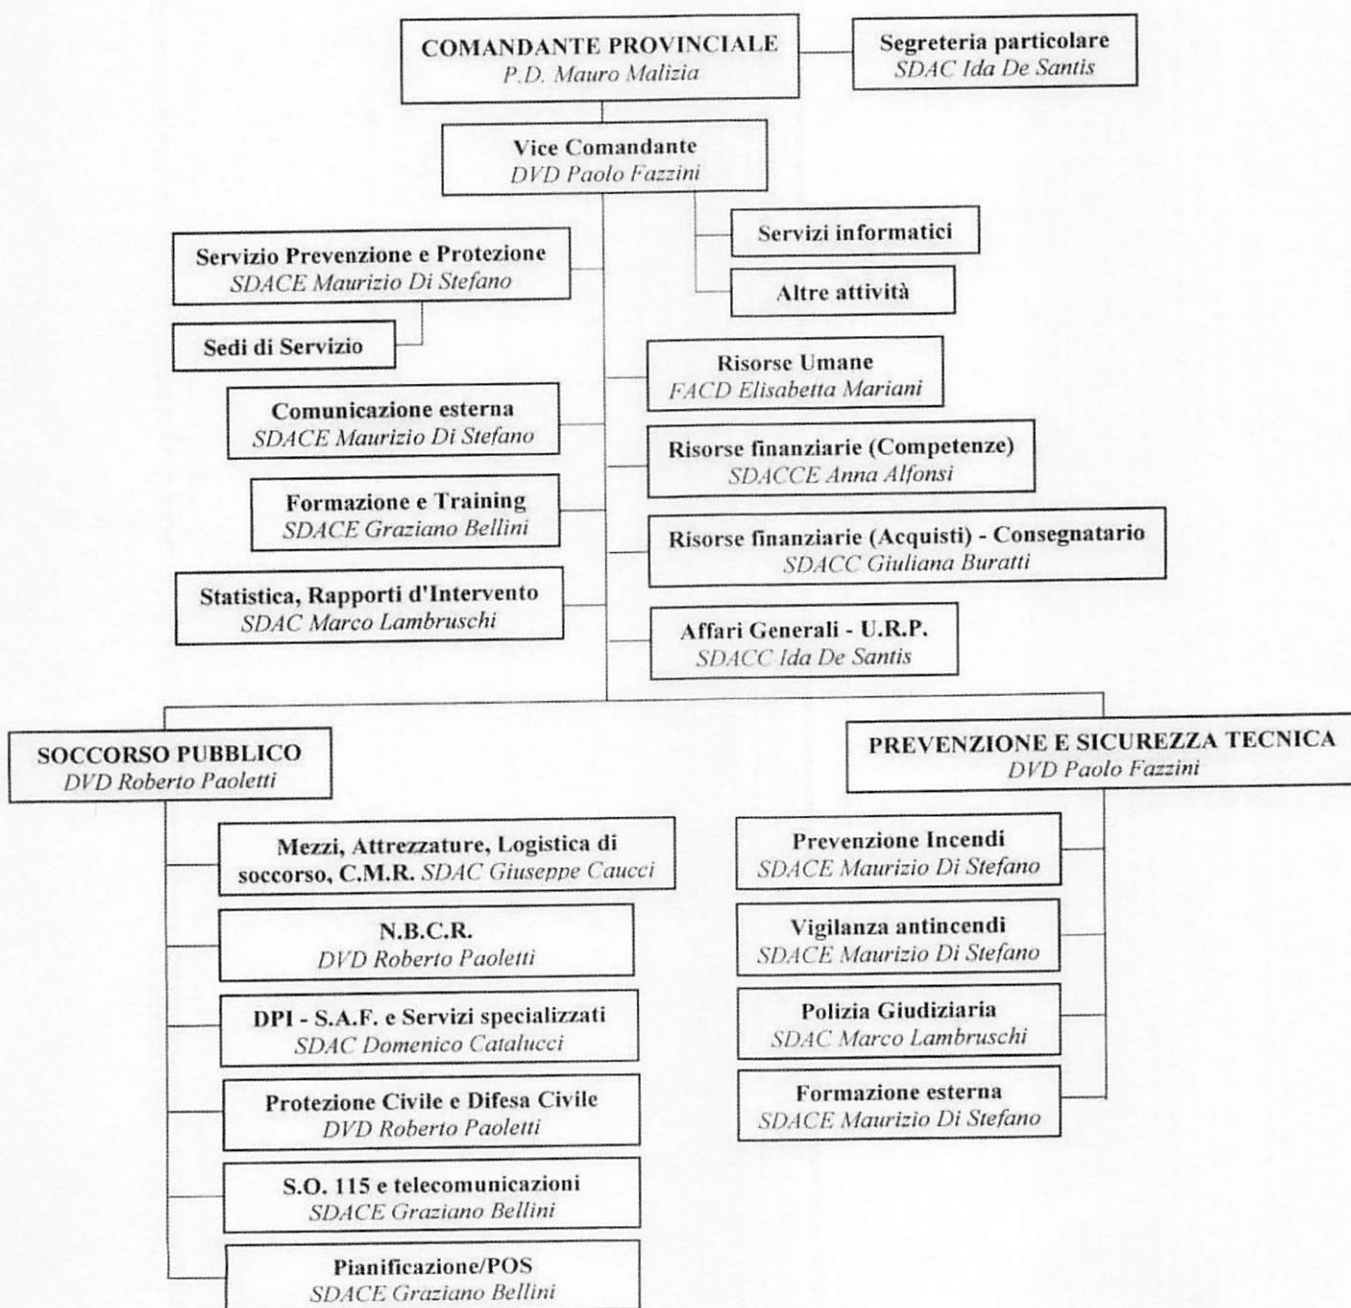 COMANDANTE PROVINCIALE
P.D. Mauro Malizia
Segreteria particolare
SDAC Ida De Santis
Vice Comandante
DVD Paolo Fazzini
Servizi informatici
Altre attività
Servizio Prevenzione e Protezione
SDACE Maurizio Di Stefano
Sedi di Servizio
Risorse Umane
FACD Elisabetta Mariani
Comunicazione esterna
SDACE Maurizio Di Stefano
Risorse finanziarie (Competenze)
SDACCE Anna Alfonsi
Formazione e Training
SDACE Graziano Bellini
Risorse finanziarie (Acquisti) - Consegnatario
SDACC Giuliana Buratti
Statistica, Rapporti d'Intervento
SDAC Marco Lambruschi
Affari Generali - U.R.P.
SDACC Ida De Santis
SOCCORSO PUBBLICO
DVD Roberto Paoletti
Mezzi, Attrezzature, Logistica di
soccorso, C.M.R. SDAC Giuseppe Caucci
N.B.C.R.
DVD Roberto Paoletti
DPI - S.A.F. e Servizi specializzati
SDAC Domenico Catalucci
Protezione Civile e Difesa Civile
DVD Roberto Paoletti
S.O. 115 e telecomunicazioni
SDACE Graziano Bellini
Pianificazione/POS
SDACE Graziano Bellini
PREVENZIONE E SICUREZZA TECNICA
DVD Paolo Fazzini
Prevenzione Incendi
SDACE Maurizio Di Stefano
Vigilanza antincendi
SDACE Maurizio Di Stefano
Polizia Giudiziaria
SDAC Marco Lambruschi
Formazione esterna
SDACE Maurizio Di Stefano